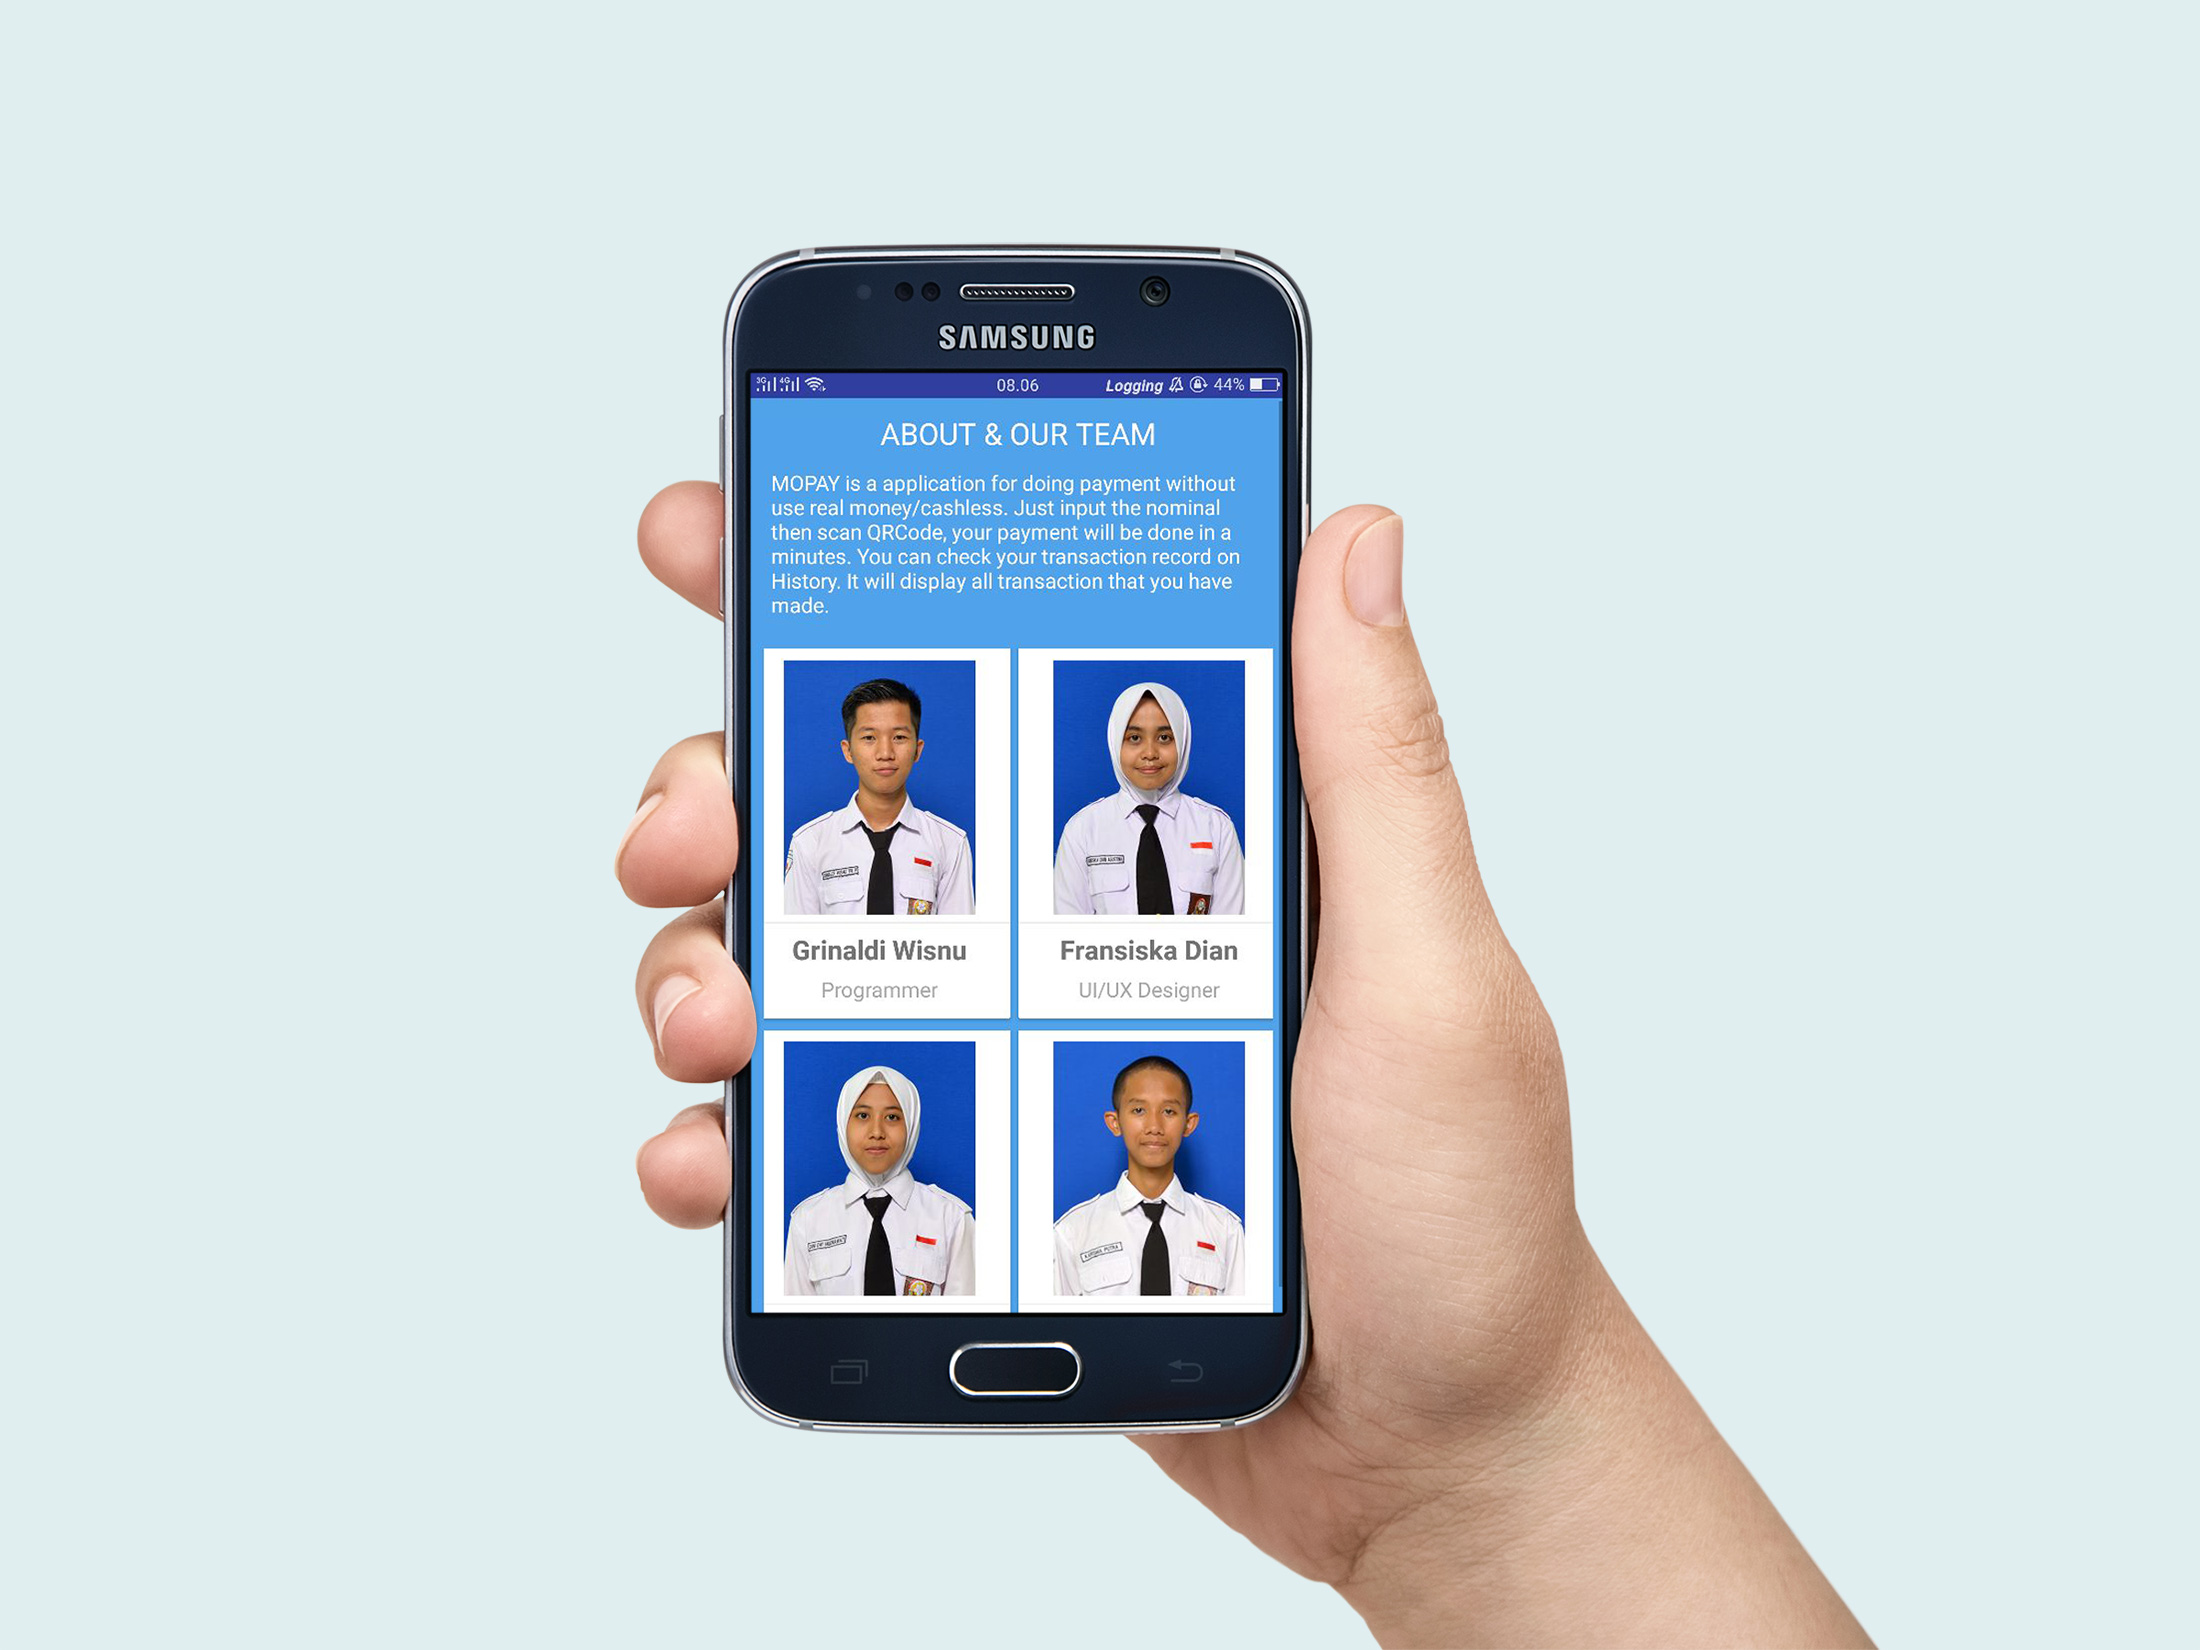 SAMSUNG
3G 4G 08.06 Logging 44%
ABOUT & OUR TEAM
MOPAY is a application for doing payment without
use real money/cashless. Just input the nominal
then scan QRCode, your payment will be done in a
minutes. You can check your transaction record on
History. It will display all transaction that you have
made.
Grinaldi Wisnu
Fransiska Dian
Programmer
UI/UX Designer
PUTRA